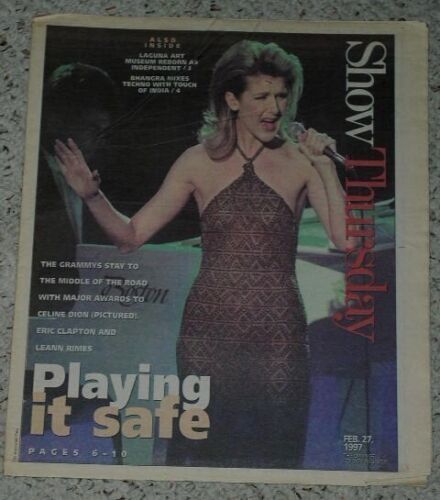 ALSO
INSIDE
LAGUNA ART
MUSEUM REBORN AS
INDEPENDENT / 3
BHANGRA MIXES
TECHNO WITH TOUCH
OF INDIA / 4
Show Thursday
THE GRAMMYS STAY TO
THE MIDDLE OF THE ROAD
WITH MAJOR AWARDS TO
CELINE DION (PICTURED),
ERIC CLAPTON AND
LEANN RIMES
Boston
Playing
it safe
PAGES 6-10
FEB. 27,
1997